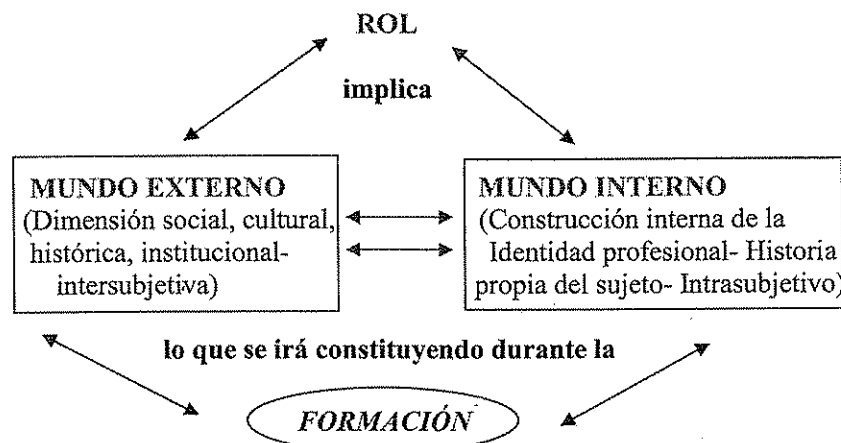 ROL
implica
MUNDO EXTERNO
(Dimensión social, cultural,
histórica, institucional-
intersubjetiva)
MUNDO INTERNO
(Construcción interna de la
Identidad profesional- Historia
propia del sujeto- Intrasubjetivo)
lo que se irá constituyendo durante la
FORMACIÓN